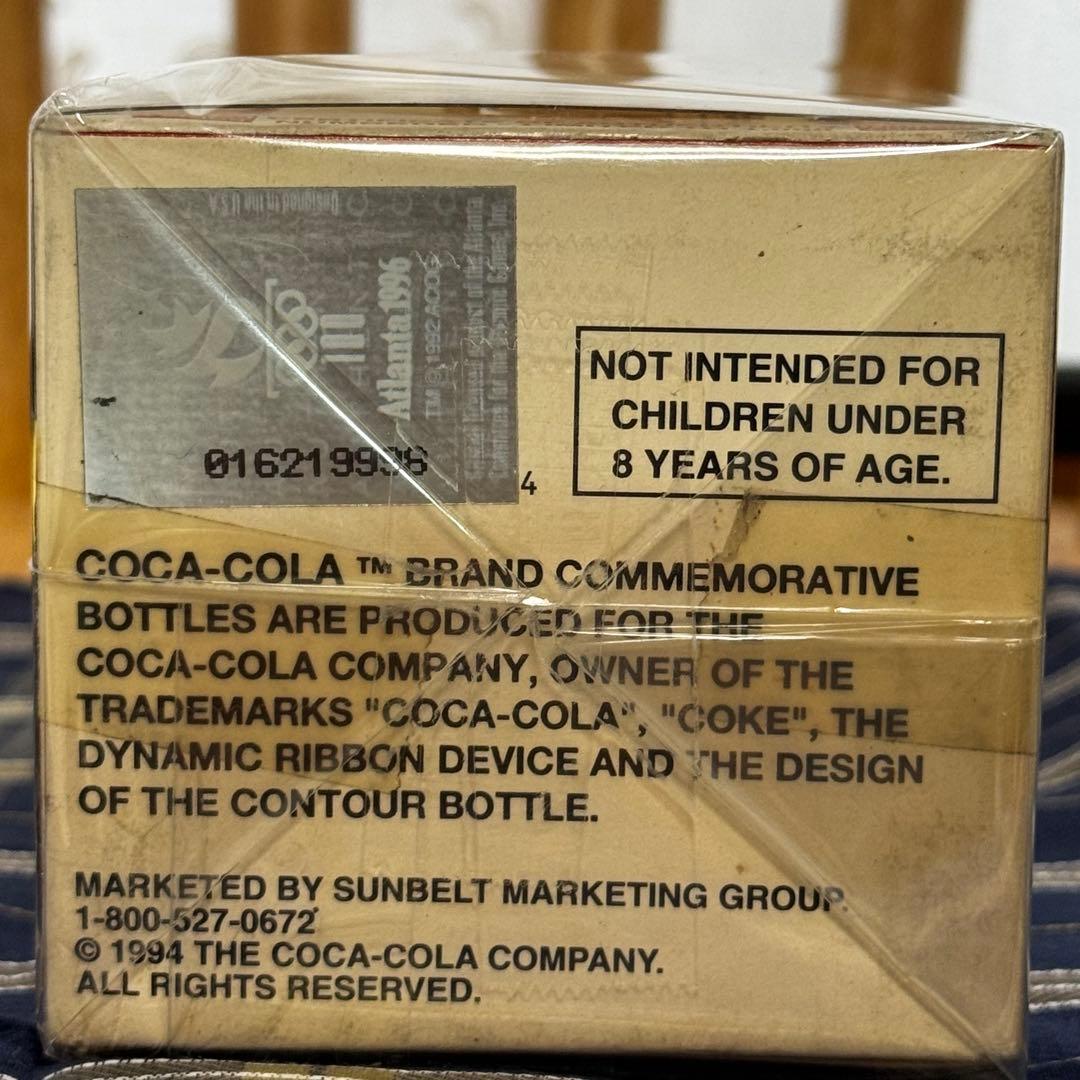 Designed in the U.S.A
Atlanta 1996
TM © 1992 ACOG
4
NOT INTENDED FOR
CHILDREN UNDER
8 YEARS OF AGE.
COCA-COLA ™ BRAND COMMEMORATIVE
BOTTLES ARE PRODUCED FOR THE
COCA-COLA COMPANY, OWNER OF THE
TRADEMARKS "COCA-COLA", "COKE", THE
DYNAMIC RIBBON DEVICE AND THE DESIGN
OF THE CONTOUR BOTTLE.
MARKETED BY SUNBELT MARKETING GROUP.
1-800-527-0672
© 1994 THE COCA-COLA COMPANY.
ALL RIGHTS RESERVED.